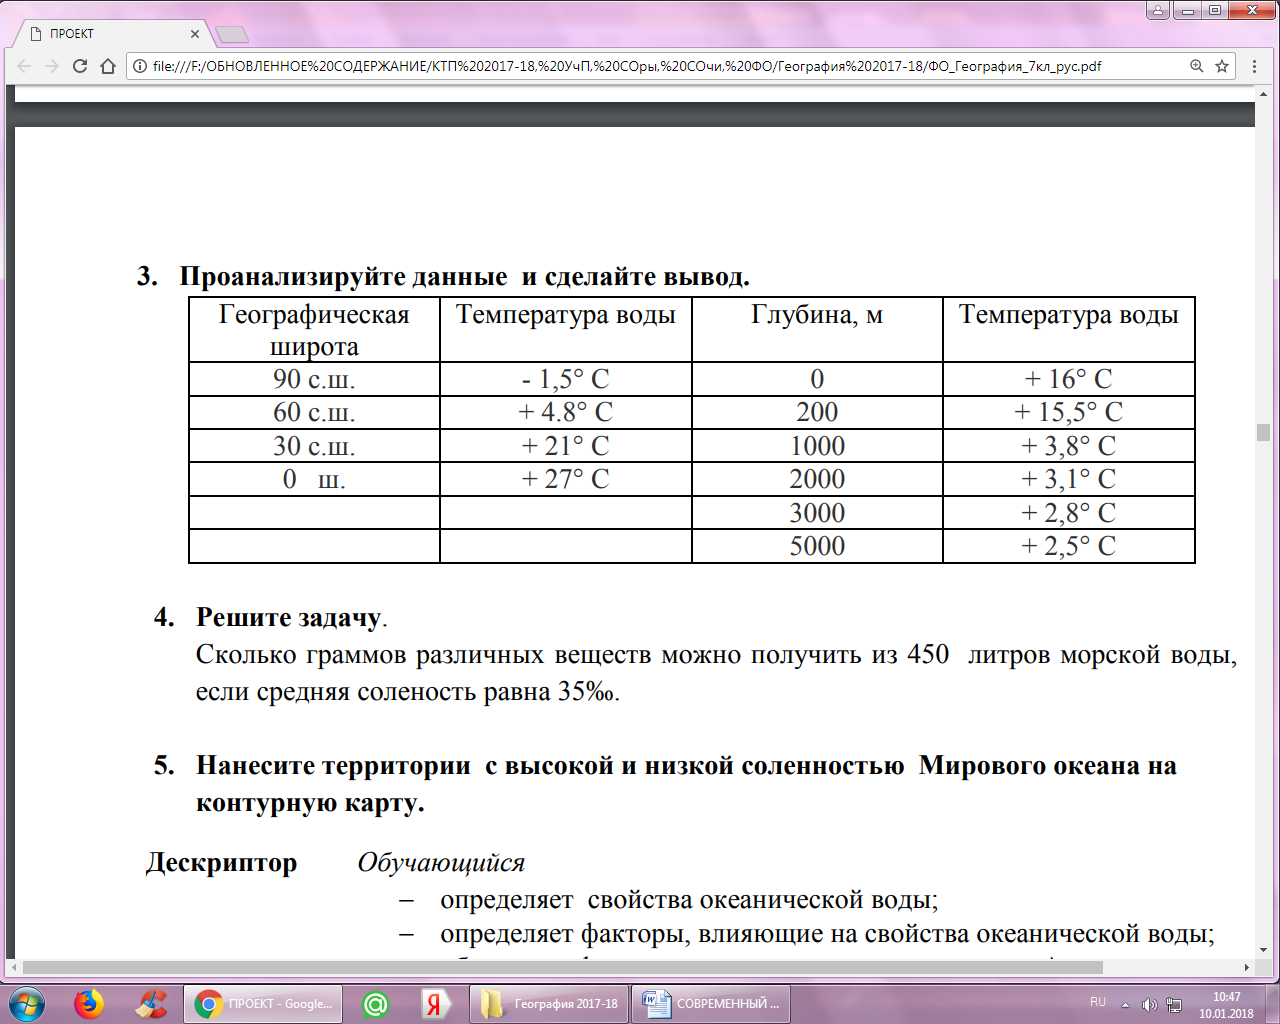 ПРОЕКТ
file:///F:/ОБНОВЛЕННОЕ%20СОДЕРЖАНИЕ/КТП%202017-18,%20УчП,%20СОры,%20СОчи,%20ФО/География%202017-18/ФО_География_7кл_рус.pdf
3. Проанализируйте данные и сделайте вывод.
Географическая широта Температура воды Глубина, м Температура воды
90 с.ш. - 1,5° С 0 + 16° С
60 с.ш. + 4.8° С 200 + 15,5° С
30 с.ш. + 21° С 1000 + 3,8° С
0 ш. + 27° С 2000 + 3,1° С
3000 + 2,8° С
5000 + 2,5° С
4. Решите задачу.
Сколько граммов различных веществ можно получить из 450 литров морской воды,
если средняя соленость равна 35‰.
5. Нанесите территории с высокой и низкой соленностью Мирового океана на
контурную карту.
Дескриптор Обучающийся
– определяет свойства океанической воды;
– определяет факторы, влияющие на свойства океанической воды;
ПРОЕКТ - Google...
Я
География 2017-18
СОВРЕМЕННЫЙ ...
RU
10:47
10.01.2018